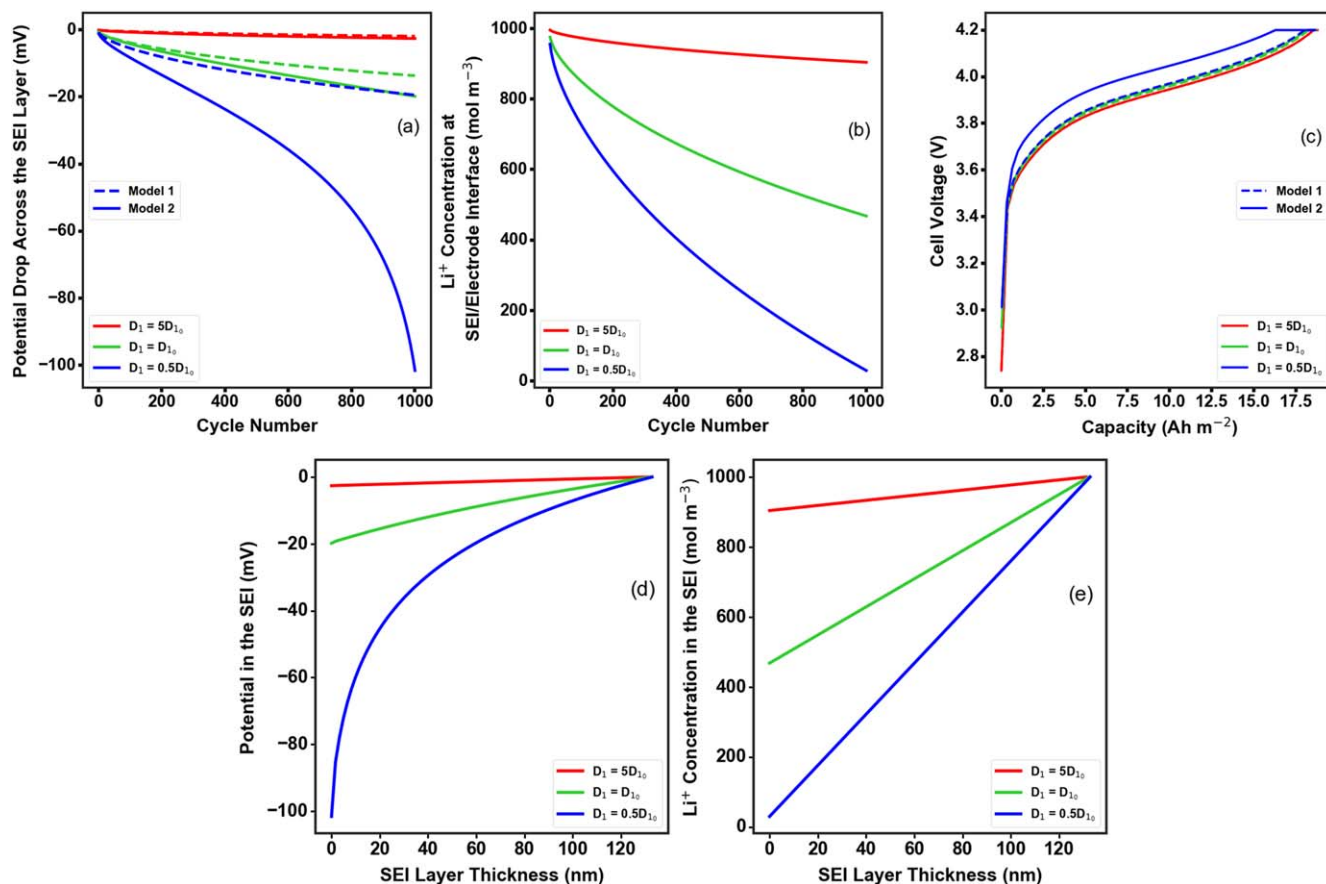 Potential Drop Across the SEI Layer (mV)
0
−20
−40
−60
−80
−100
(a)
Model 1
Model 2
D₁ = 5D₁₀
D₁ = D₁₀
D₁ = 0.5D₁₀
0 200 400 600 800 1000
Cycle Number
Li⁺ Concentration at
SEI/Electrode Interface (mol m⁻³)
1000
800
600
400
200
0
(b)
D₁ = 5D₁₀
D₁ = D₁₀
D₁ = 0.5D₁₀
0 200 400 600 800 1000
Cycle Number
Cell Voltage (V)
4.2
4.0
3.8
3.6
3.4
3.2
3.0
2.8
(c)
Model 1
Model 2
D₁ = 5D₁₀
D₁ = D₁₀
D₁ = 0.5D₁₀
0.0 2.5 5.0 7.5 10.0 12.5 15.0 17.5
Capacity (Ah m⁻²)
Potential in the SEI (mV)
0
−20
−40
−60
−80
−100
(d)
D₁ = 5D₁₀
D₁ = D₁₀
D₁ = 0.5D₁₀
0 20 40 60 80 100 120
SEI Layer Thickness (nm)
Li⁺ Concentration in the SEI (mol m⁻³)
1000
800
600
400
200
0
(e)
D₁ = 5D₁₀
D₁ = D₁₀
D₁ = 0.5D₁₀
0 20 40 60 80 100 120
SEI Layer Thickness (nm)